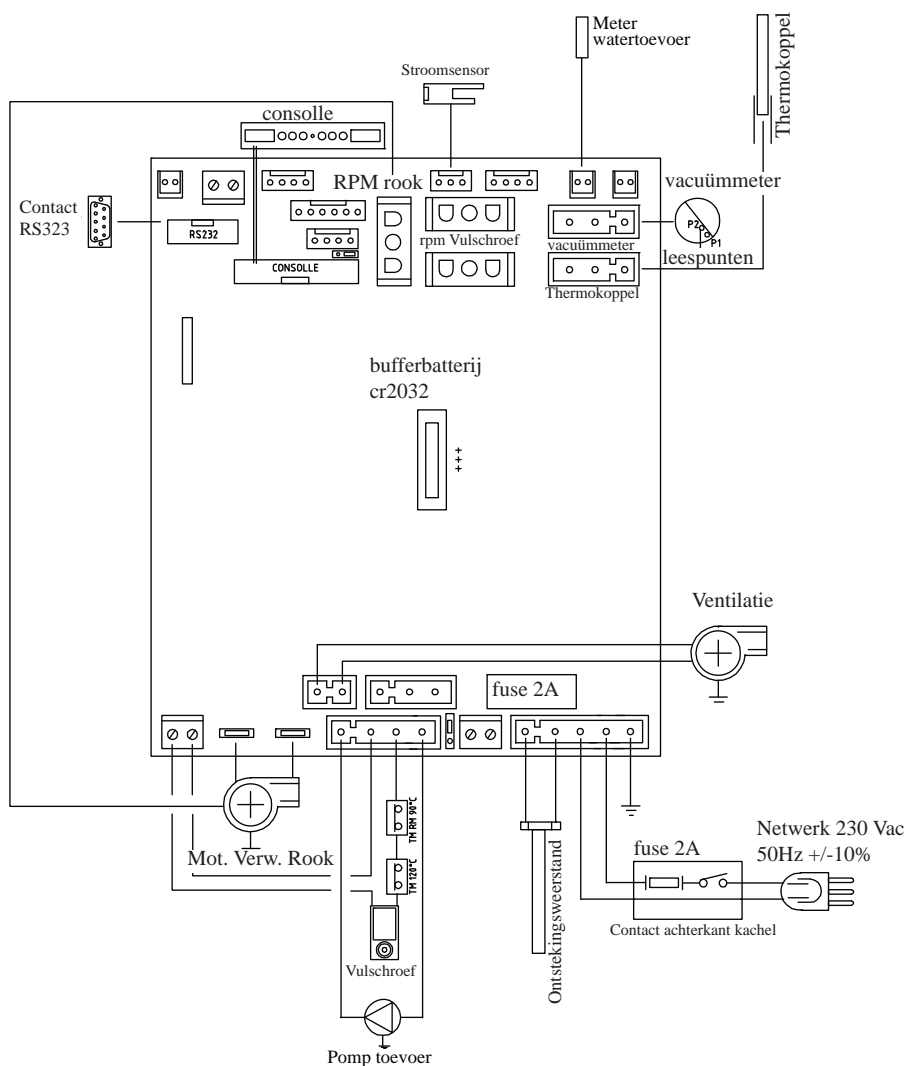 Meter
watertoevoer
Stroomsensor
Thermokoppel
consolle
RPM rook
vacuümmeter
Contact
RS323
RS232
rpm Vulschroef
vacuümmeter
P2
P1
leespunten
CONSOLLE
Thermokoppel
bufferbatterij
cr2032
+++
Ventilatie
fuse 2A
TM RM 90°C
Mot. Verw. Rook
TM 120°C
Vulschroef
Pomp toevoer
Ontstekingsweerstand
fuse 2A
Contact achterkant kachel
Netwerk 230 Vac
50Hz +/-10%